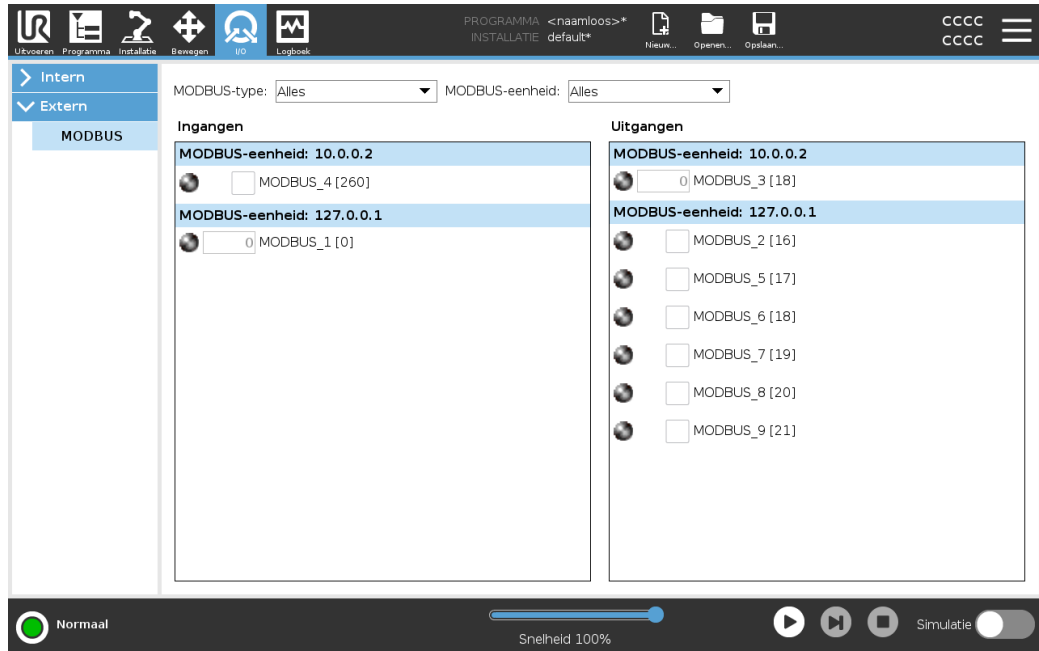 UR
PROGRAMMA <naamloos>*
INSTALLATIE default*
Uitvoeren Programma Installatie Bewegen I/O Logboek Nieuw... Openen... Opslaan...
CCCC
CCCC
Intern
Extern
MODBUS
MODBUS-type: Alles MODBUS-eenheid: Alles
Ingangen
MODBUS-eenheid: 10.0.0.2
MODBUS_4 [260]
MODBUS-eenheid: 127.0.0.1
0 MODBUS_1 [0]
Uitgangen
MODBUS-eenheid: 10.0.0.2
0 MODBUS_3 [18]
MODBUS-eenheid: 127.0.0.1
MODBUS_2 [16]
MODBUS_5 [17]
MODBUS_6 [18]
MODBUS_7 [19]
MODBUS_8 [20]
MODBUS_9 [21]
Normaal
Snelheid 100%
Simulatie